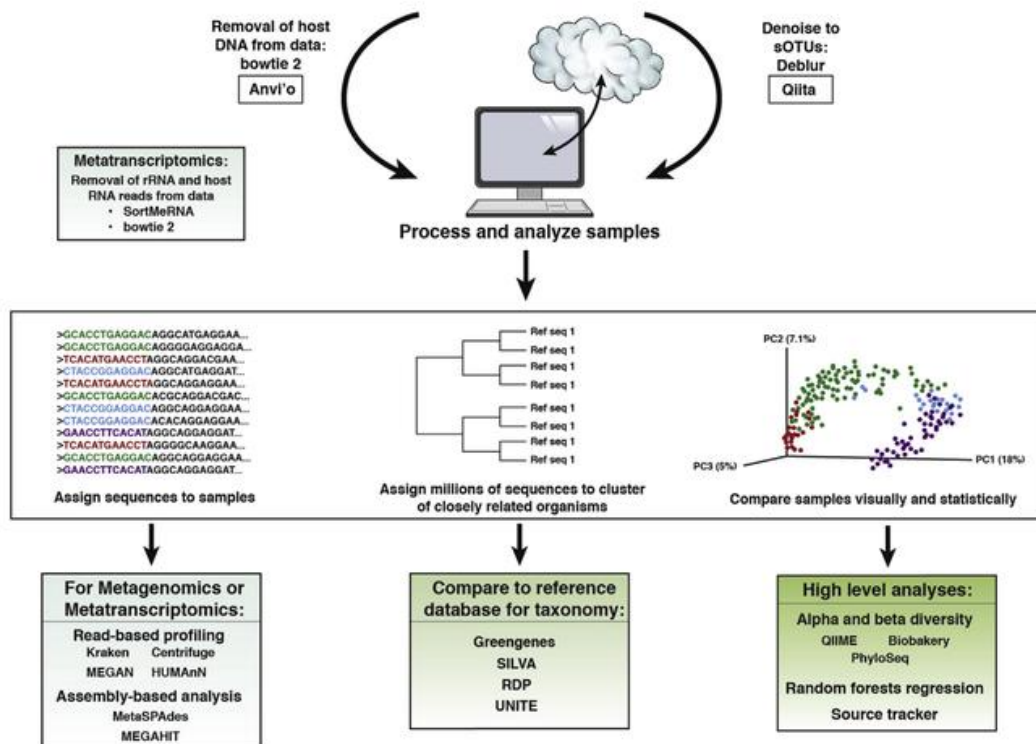 Removal of host
DNA from data:
bowtie 2
Anvi'o
Denoise to
sOTUs:
Deblur
Qiita
Metatranscriptomics:
Removal of rRNA and host
RNA reads from data
• SortMeRNA
• bowtie 2
Process and analyze samples
>GCACCTGAGGACAGGCATGAGGAA...
>GCACCTGAGGACAGGGGAGGAGGA...
>TCACATGAACCTAGGCAGGACGAA...
>CTACCGGAGGACAGGCATGAGGAT...
>TCACATGAACCTAGGCAGGAGGAA...
>GCACCTGAGGACACGCAGGACGAC...
>CTACCGGAGGACAGGCAGGAGGAA...
>CTACCGGAGGACACACAGGAGGAA...
>GAACCTTCACATAGGCAGGAGGAT...
>TCACATGAACCTAGGGGCAAGGAA...
>GCACCTGAGGACAGGCAGGAGGAA...
>GAACCTTCACATAGGCAGGAGGAT...
Assign sequences to samples
Ref seq 1
Ref seq 1
Ref seq 1
Ref seq 1
Ref seq 1
Ref seq 1
Ref seq 1
Ref seq 1
Assign millions of sequences to cluster
of closely related organisms
PC2 (7.1%)
PC3 (5%)
PC1 (18%)
Compare samples visually and statistically
For Metagenomics or
Metatranscriptomics:
Read-based profiling
Kraken Centrifuge
MEGAN HUMAnN
Assembly-based analysis
MetaSPAdes
MEGAHIT
Compare to reference
database for taxonomy:
Greengenes
SILVA
RDP
UNITE
High level analyses:
Alpha and beta diversity
QIIME Biobakery
PhyloSeq
Random forests regression
Source tracker